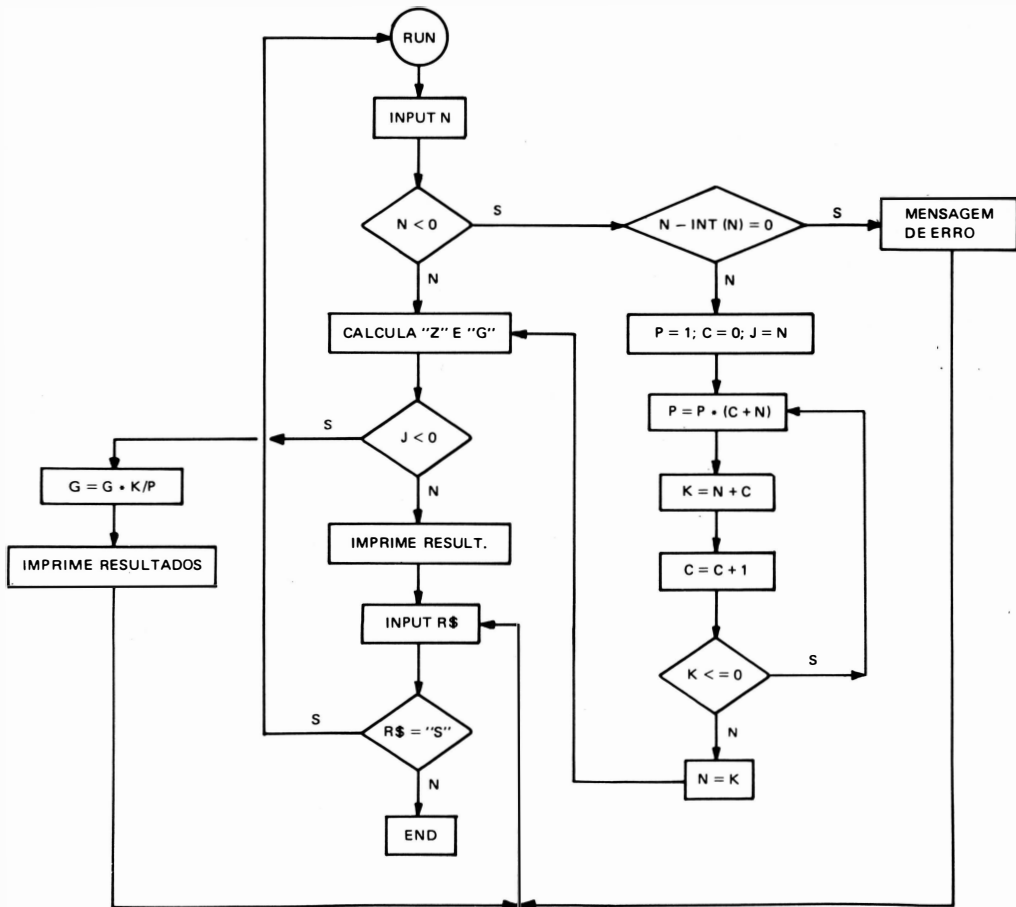 RUN
INPUT N
N < 0
S
N – INT (N) = 0
S
MENSAGEM
DE ERRO
N
N
CALCULA "Z" E "G"
P = 1; C = 0; J = N
S
J < 0
P = P • (C + N)
G = G • K/P
N
K = N + C
IMPRIME RESULT.
IMPRIME RESULTADOS
C = C + 1
INPUT R$
K < = 0
S
S
R$ = "S"
N
N
N = K
END